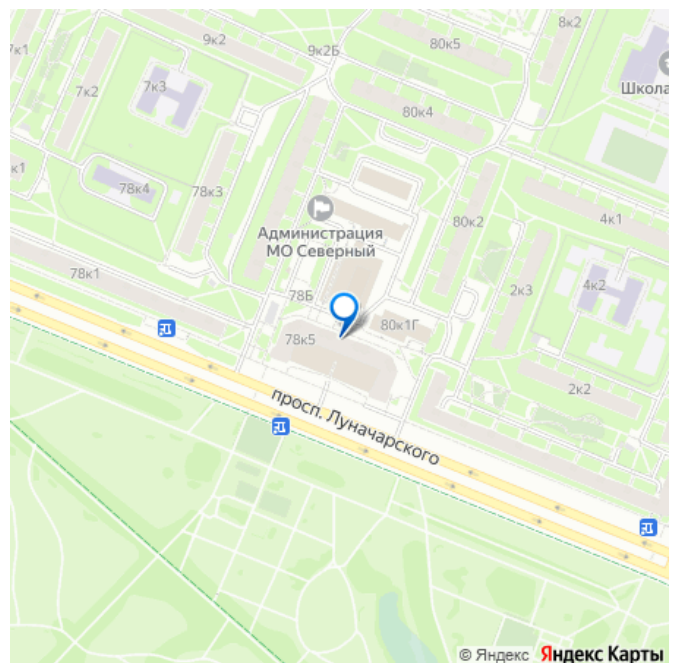 8к2
9к2
9к2Б
80к5
7к1
7к3
7к2
Школа
80к4
к1
78к4
78к3
80к2
4к1
Администрация
МО Северный
78к1
78Б
2к3
4к2
78к5
80к1Г
2к2
просп. Луначарского
© Яндекс Яндекс Карты